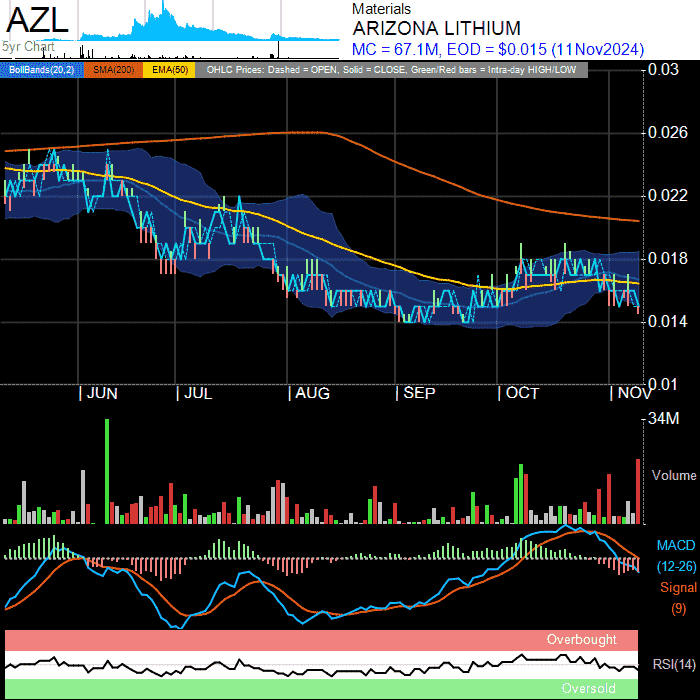 AZL
5yr Chart
Materials
ARIZONA LITHIUM
MC = 67.1M, EOD = $0.015 (11Nov2024)
BollBands(20,2) SMA(200) EMA(50) OHLC Prices: Dashed = OPEN, Solid = CLOSE, Green/Red bars = Intra-day HIGH/LOW
0.03
0.026
0.022
0.018
0.014
0.01
JUN JUL AUG SEP OCT NOV
34M
Volume
MACD
(12-26)
Signal
(9)
Overbought
RSI(14)
Oversold